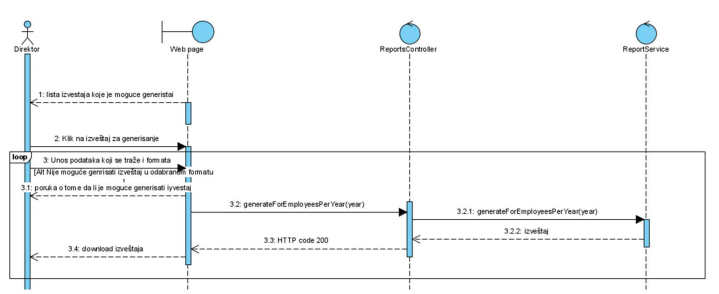 Direktor
Web page
ReportsController
ReportService
1: lista izvestaja koje je moguce generistai
2: Klik na izveštaj za generisanje
loop
3: Unos podataka koji se traže i formata
[Alt Nije moguće genrisati izveštaj u odabranem formatu
3.1: poruka o tome da li je moguce generisati iyvestaj
3.2: generateForEmployeesPerYear(year)
3.2.1: generateForEmployeesPerYear(year)
3.2.2: izveštaj
3.3: HTTP code 200
3.4: download izveštaja